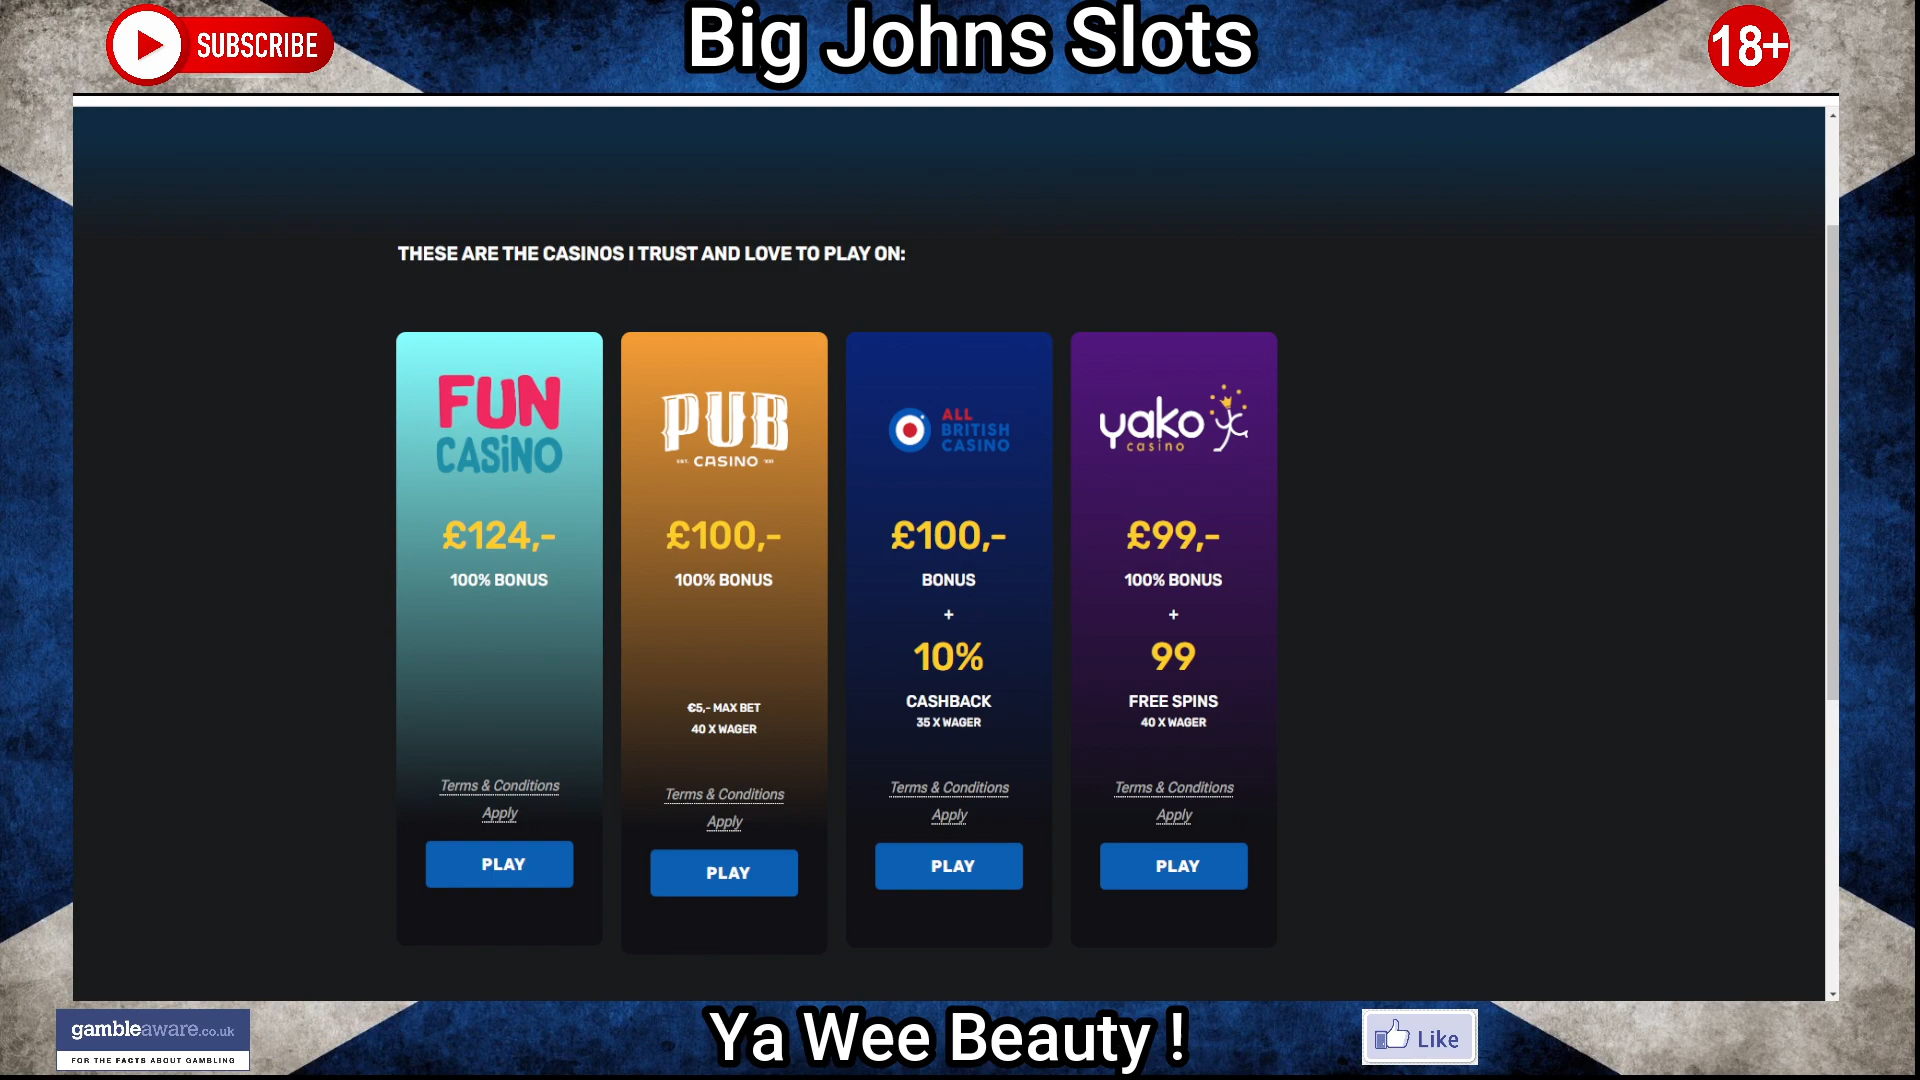 SUBSCRIBE
Big Johns Slots
18+
THESE ARE THE CASINOS I TRUST AND LOVE TO PLAY ON:
FUN
CASiNO
£124,-
100% BONUS
Terms & Conditions
Apply
PLAY
PUB
EST. CASINO
£100,-
100% BONUS
€5,- MAX BET
40 X WAGER
Terms & Conditions
Apply
PLAY
ALL
BRITISH
CASINO
£100,-
BONUS
+
10%
CASHBACK
35 X WAGER
Terms & Conditions
Apply
PLAY
yako
casino
£99,-
100% BONUS
+
99
FREE SPINS
40 X WAGER
Terms & Conditions
Apply
PLAY
gambleaware.co.uk
FOR THE FACTS ABOUT GAMBLING
Ya Wee Beauty !
Like